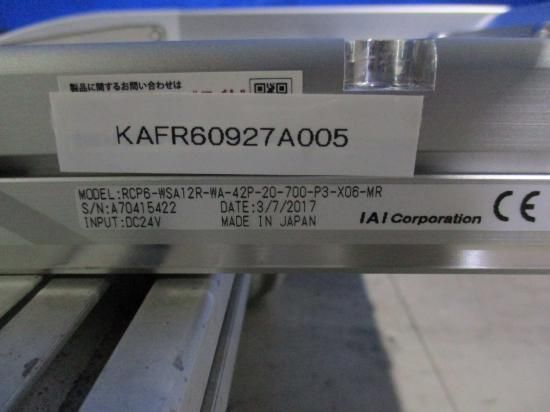 製品に関するお問い合わせは
KAFR60927A005
MODEL:RCP6-WSA12R-WA-42P-20-700-P3-X06-MR
S/N:A70415422 DATE:3/7/2017
INPUT:DC24V MADE IN JAPAN
IAI Corporation CE